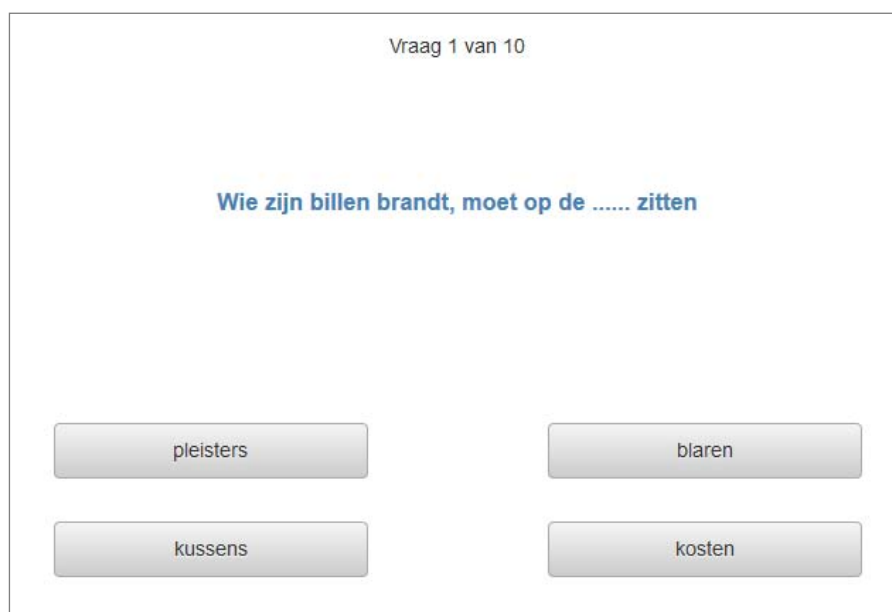 Vraag 1 van 10
Wie zijn billen brandt, moet op de ...... zitten
pleisters
blaren
kussens
kosten